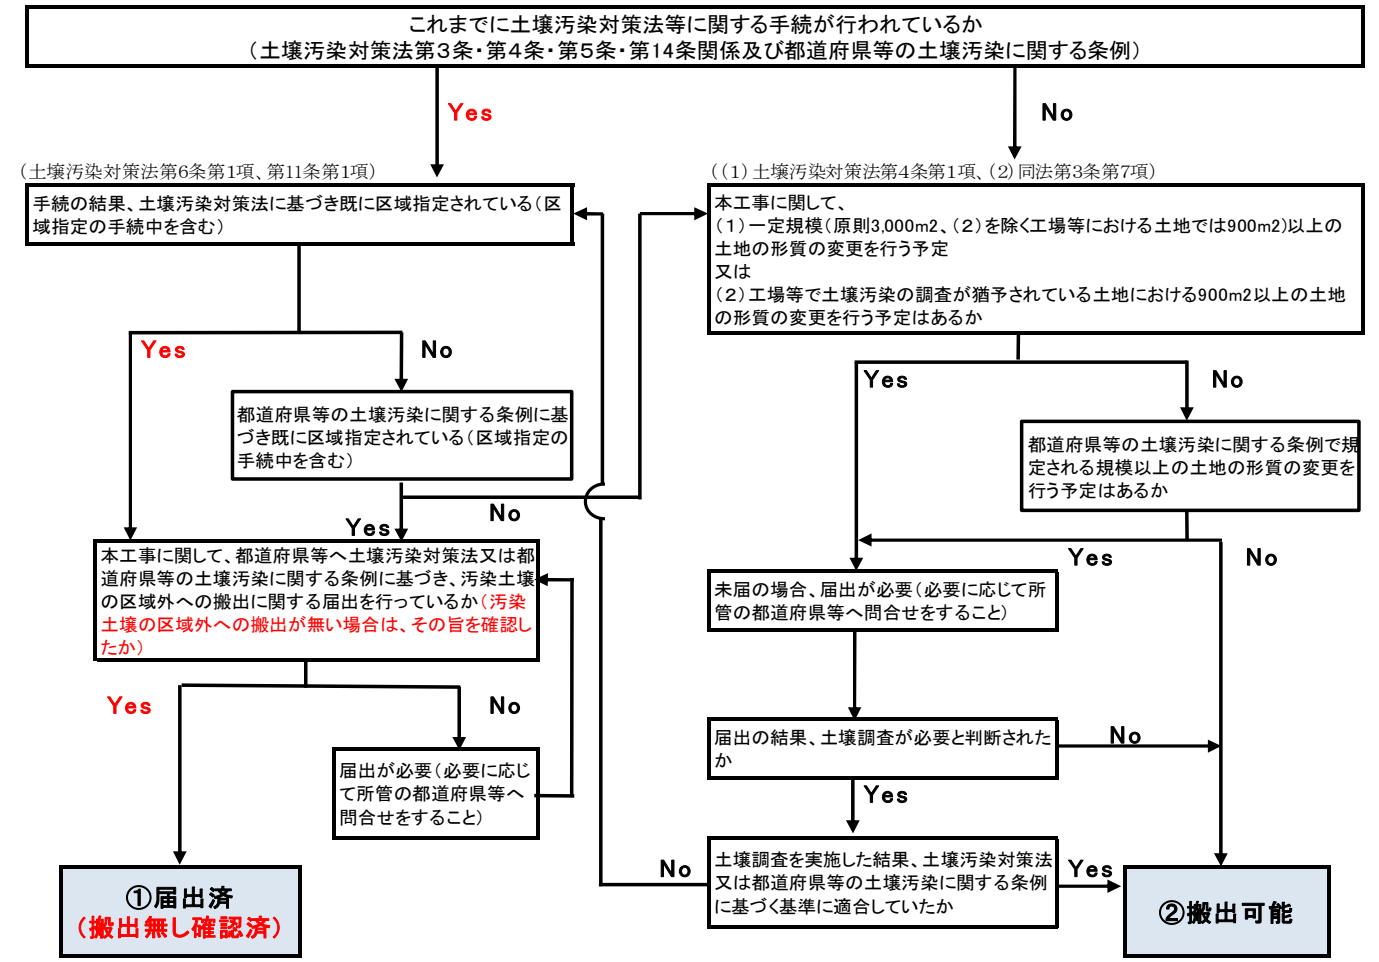 これまでに土壌汚染対策法等に関する手続が行われているか
（土壌汚染対策法第３条・第４条・第５条・第14条関係及び都道府県等の土壌汚染に関する条例）
Yes
No
（土壌汚染対策法第6条第1項、第11条第1項）
（（１）土壌汚染対策法第4条第1項、（２）同法第3条第7項）
手続の結果、土壌汚染対策法に基づき既に区域指定されている（区
域指定の手続中を含む）
本工事に関して、
（１）一定規模（原則3,000m2、（２）を除く工場等における土地では900m2）以上の
土地の形質の変更を行う予定
又は
（２）工場等で土壌汚染の調査が猶予されている土地における900m2以上の土地
の形質の変更を行う予定はあるか
Yes
No
Yes
No
都道府県等の土壌汚染に関する条例に基
づき既に区域指定されている（区域指定の
手続中を含む）
都道府県等の土壌汚染に関する条例で規
定される規模以上の土地の形質の変更を
行う予定はあるか
Yes
No
Yes
No
本工事に関して、都道府県等へ土壌汚染対策法又は都
道府県等の土壌汚染に関する条例に基づき、汚染土壌
の区域外への搬出に関する届出を行っているか（汚染
土壌の区域外への搬出が無い場合は、その旨を確認し
たか）
未届の場合、届出が必要（必要に応じて所
管の都道府県等へ問合せをすること）
Yes
No
届出の結果、土壌調査が必要と判断された
か
No
届出が必要（必要に応じ
て所管の都道府県等へ
問合せをすること）
Yes
土壌調査を実施した結果、土壌汚染対策法
又は都道府県等の土壌汚染に関する条例
に基づく基準に適合していたか
No
Yes
①届出済
（搬出無し確認済）
②搬出可能